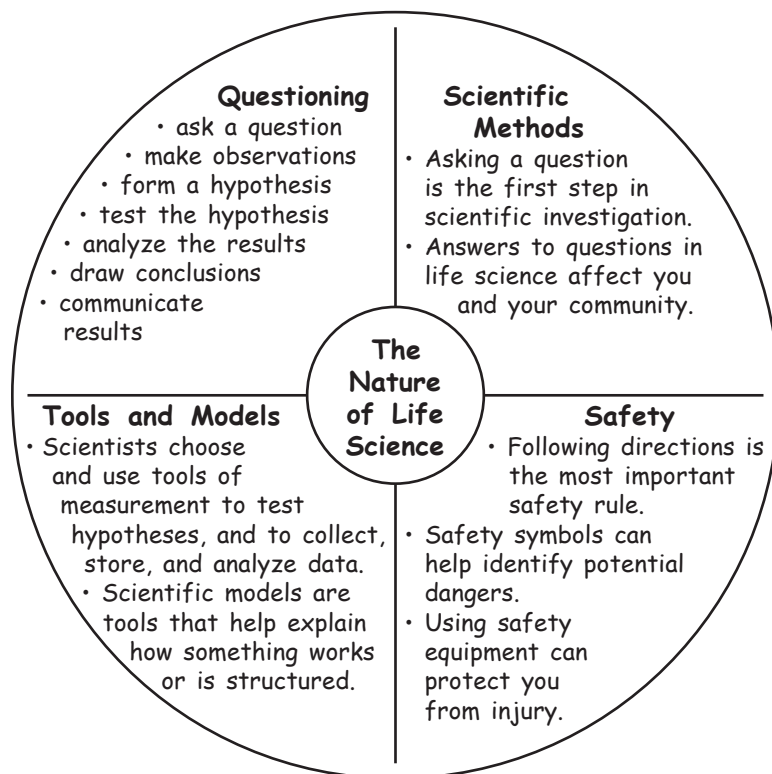 Questioning
• ask a question
• make observations
• form a hypothesis
• test the hypothesis
• analyze the results
• draw conclusions
• communicate
results
Scientific
Methods
• Asking a question
is the first step in
scientific investigation.
• Answers to questions in
life science affect you
and your community.
The
Nature
of Life
Science
Tools and Models
• Scientists choose
and use tools of
measurement to test
hypotheses, and to collect,
store, and analyze data.
• Scientific models are
tools that help explain
how something works
or is structured.
Safety
• Following directions is
the most important
safety rule.
• Safety symbols can
help identify potential
dangers.
• Using safety
equipment can
protect you
from injury.